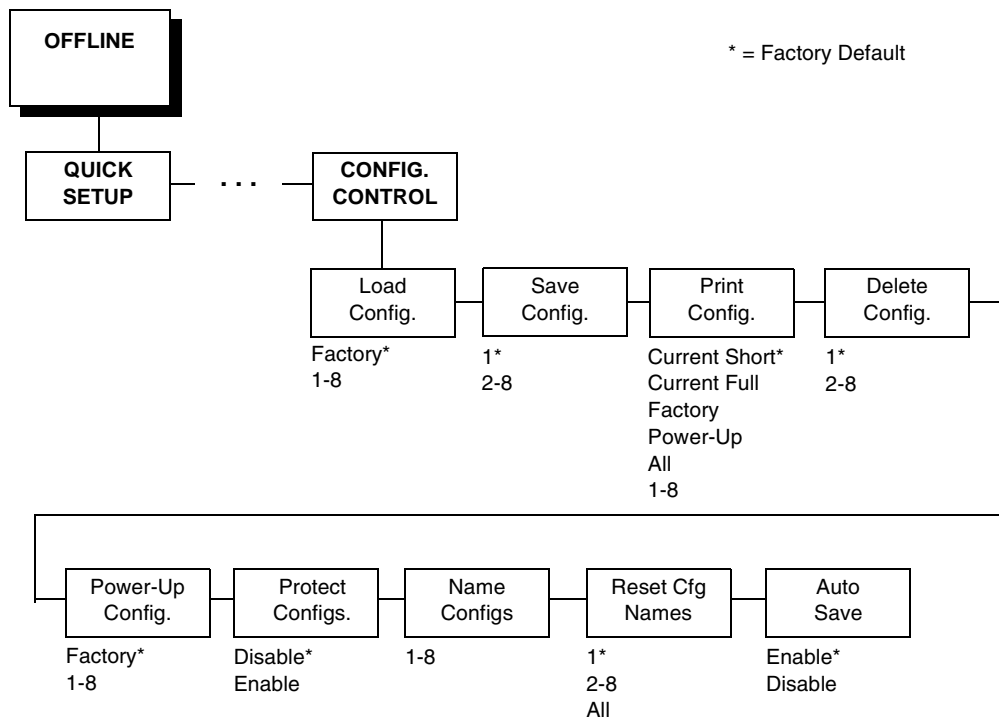 OFFLINE
* = Factory Default
QUICK
SETUP
. . .
CONFIG.
CONTROL
Load
Config.
Factory*
1-8
Save
Config.
1*
2-8
Print
Config.
Current Short*
Current Full
Factory
Power-Up
All
1-8
Delete
Config.
1*
2-8
Power-Up
Config.
Factory*
1-8
Protect
Configs.
Disable*
Enable
Name
Configs
1-8
Reset Cfg
Names
1*
2-8
All
Auto
Save
Enable*
Disable